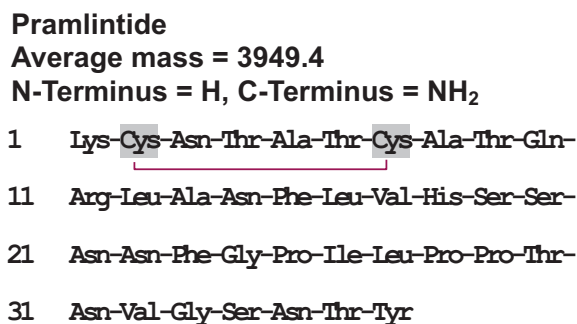 Pramlintide
Average mass = 3949.4
N-Terminus = H, C-Terminus = NH₂
1 Lys-Cys-Asn-Thr-Ala-Thr-Cys-Ala-Thr-Gln-
11 Arg-Leu-Ala-Asn-Phe-Leu-Val-His-Ser-Ser-
21 Asn-Asn-Phe-Gly-Pro-Ile-Leu-Pro-Pro-Thr-
31 Asn-Val-Gly-Ser-Asn-Thr-Tyr